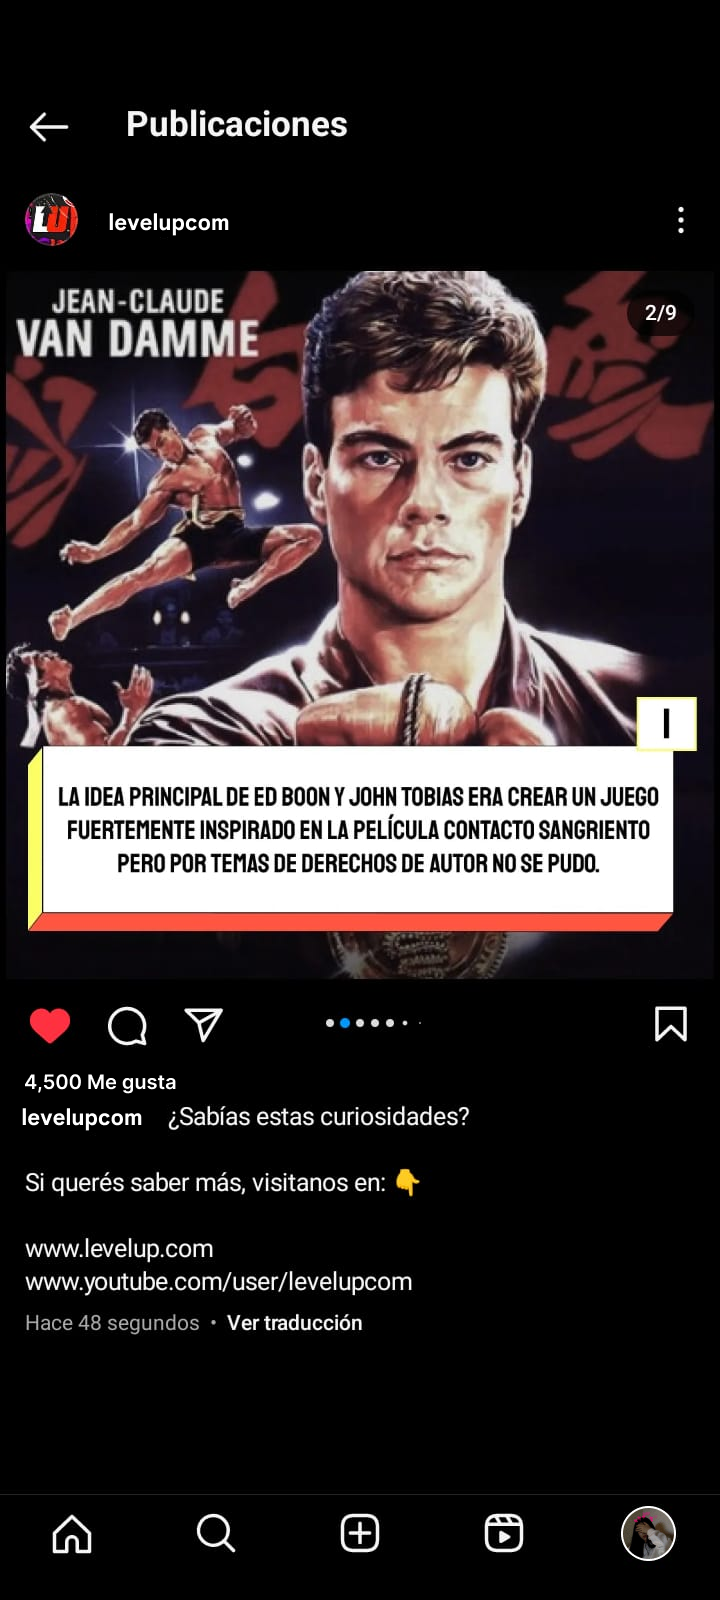 Publicaciones
LU
levelupcom
JEAN-CLAUDE
VAN DAMME
2/9
I
LA IDEA PRINCIPAL DE ED BOON Y JOHN TOBIAS ERA CREAR UN JUEGO
FUERTEMENTE INSPIRADO EN LA PELÍCULA CONTACTO SANGRIENTO
PERO POR TEMAS DE DERECHOS DE AUTOR NO SE PUDO.
4,500 Me gusta
levelupcom ¿Sabías estas curiosidades?
Si querés saber más, visitanos en: 👇
www.levelup.com
www.youtube.com/user/levelupcom
Hace 48 segundos • Ver traducción